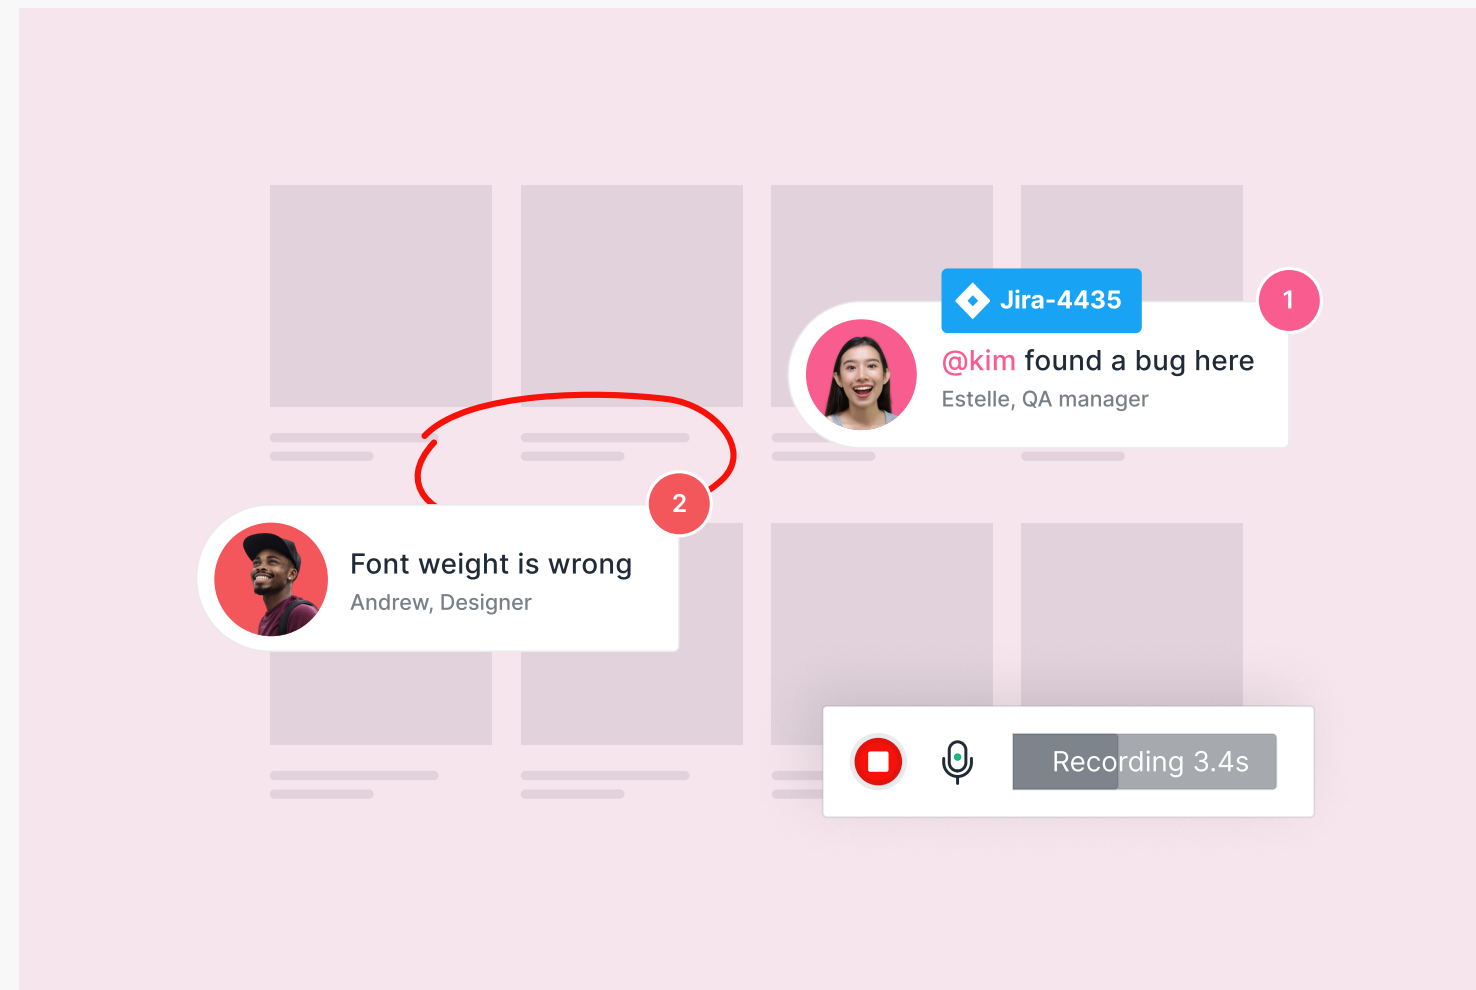 Jira-4435
1
@kim found a bug here
Estelle, QA manager
2
Font weight is wrong
Andrew, Designer
Recording 3.4s